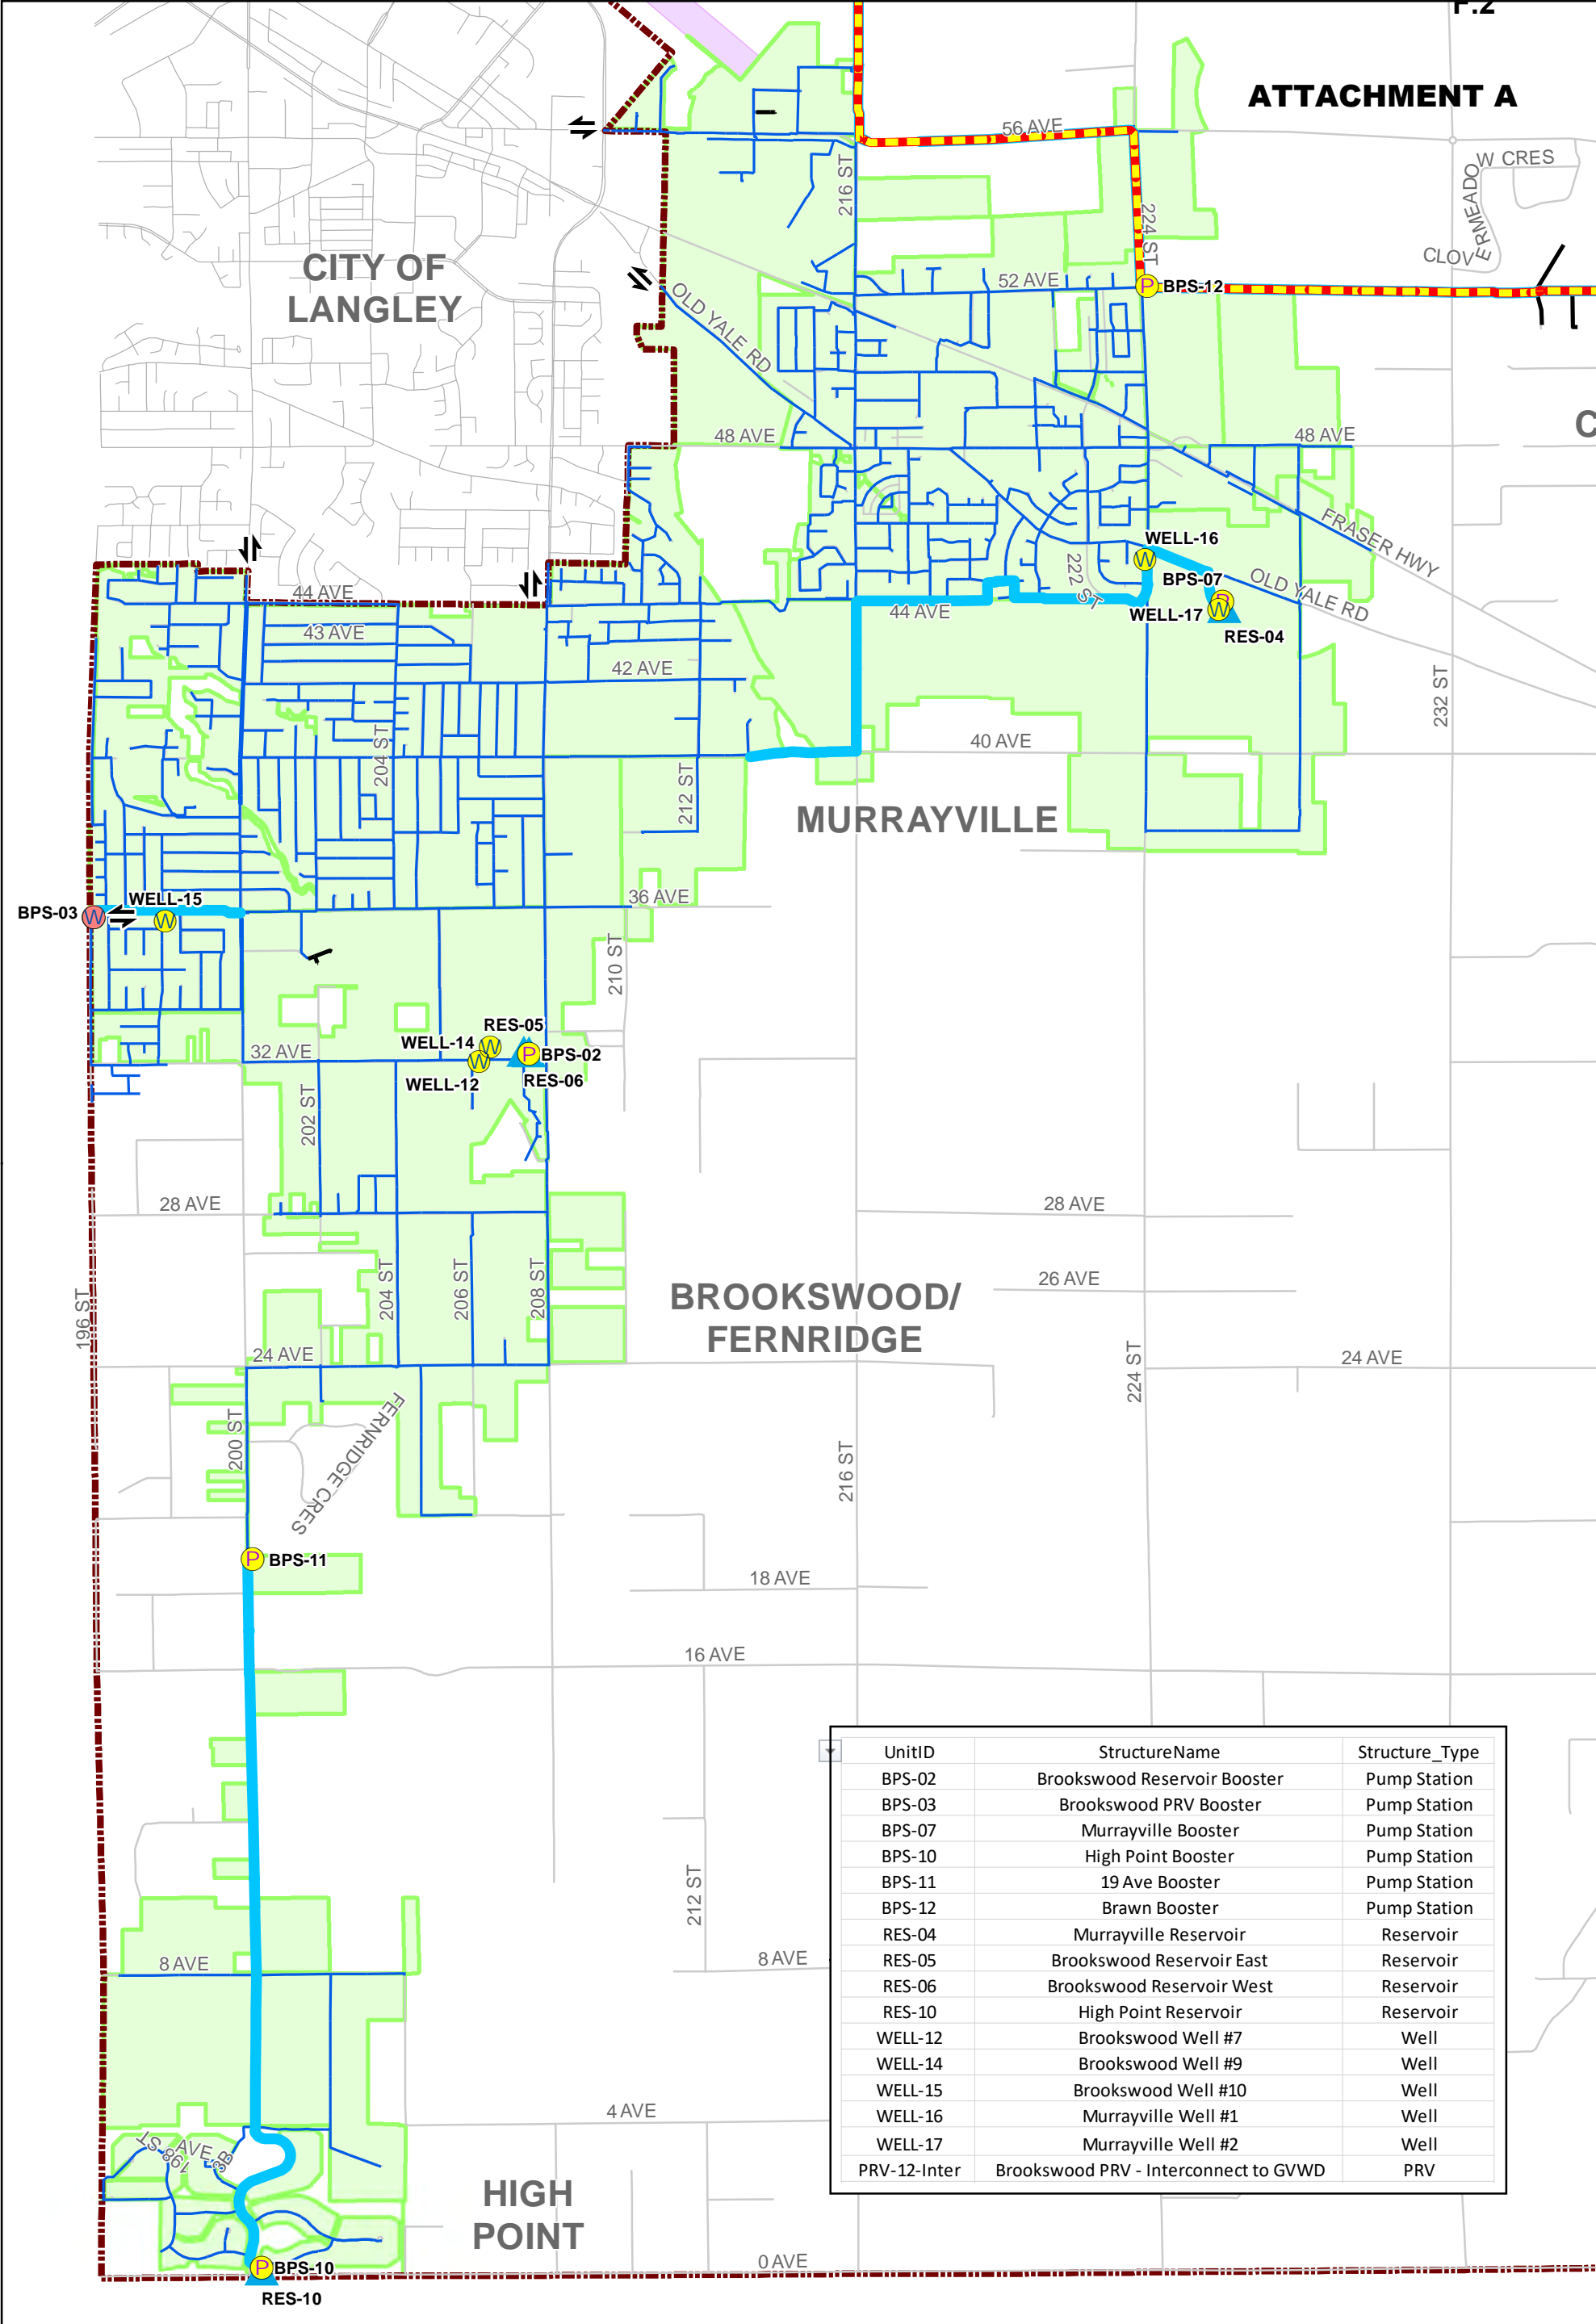 F.2
ATTACHMENT A
56 AVE
W CRES
ERMEADO
CLOV
216 ST
224 ST
CITY OF
LANGLEY
52 AVE
BPS-12
OLD YALE RD
C
48 AVE
48 AVE
FRASER HWY
WELL-16
222 ST
BPS-07
OLD YALE RD
44 AVE
44 AVE
WELL-17
RES-04
43 AVE
42 AVE
232 ST
204 ST
40 AVE
212 ST
MURRAYVILLE
36 AVE
WELL-15
BPS-03
210 ST
RES-05
WELL-14
32 AVE
BPS-02
WELL-12
RES-06
202 ST
28 AVE
28 AVE
26 AVE
204 ST
206 ST
208 ST
BROOKSWOOD/
FERNRIDGE
196 ST
24 AVE
24 AVE
224 ST
200 ST
FERNRIDGE CRES
216 ST
BPS-11
18 AVE
16 AVE
UnitID StructureName Structure_Type
BPS-02 Brookswood Reservoir Booster Pump Station
BPS-03 Brookswood PRV Booster Pump Station
BPS-07 Murrayville Booster Pump Station
BPS-10 High Point Booster Pump Station
BPS-11 19 Ave Booster Pump Station
BPS-12 Brawn Booster Pump Station
RES-04 Murrayville Reservoir Reservoir
RES-05 Brookswood Reservoir East Reservoir
RES-06 Brookswood Reservoir West Reservoir
RES-10 High Point Reservoir Reservoir
WELL-12 Brookswood Well #7 Well
WELL-14 Brookswood Well #9 Well
WELL-15 Brookswood Well #10 Well
WELL-16 Murrayville Well #1 Well
WELL-17 Murrayville Well #2 Well
PRV-12-Inter Brookswood PRV - Interconnect to GVWD PRV
212 ST
8 AVE
8 AVE
4 AVE
198 ST
3B AVE
HIGH
POINT
0 AVE
BPS-10
RES-10
P
P
P
P
P
W
W
W
W
W
W